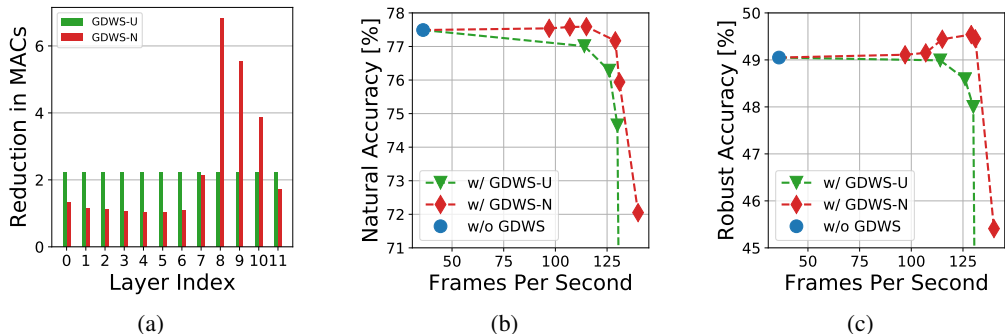 GDWS-U
GDWS-N
Reduction in MACs
6
4
2
0
0 1 2 3 4 5 6 7 8 9 10 11
Layer Index
(a)
Natural Accuracy [%]
78
77
76
75
74
73
72
71
w/ GDWS-U
w/ GDWS-N
w/o GDWS
50 75 100 125
Frames Per Second
(b)
Robust Accuracy [%]
50
49
48
47
46
45
w/ GDWS-U
w/ GDWS-N
w/o GDWS
50 75 100 125
Frames Per Second
(c)